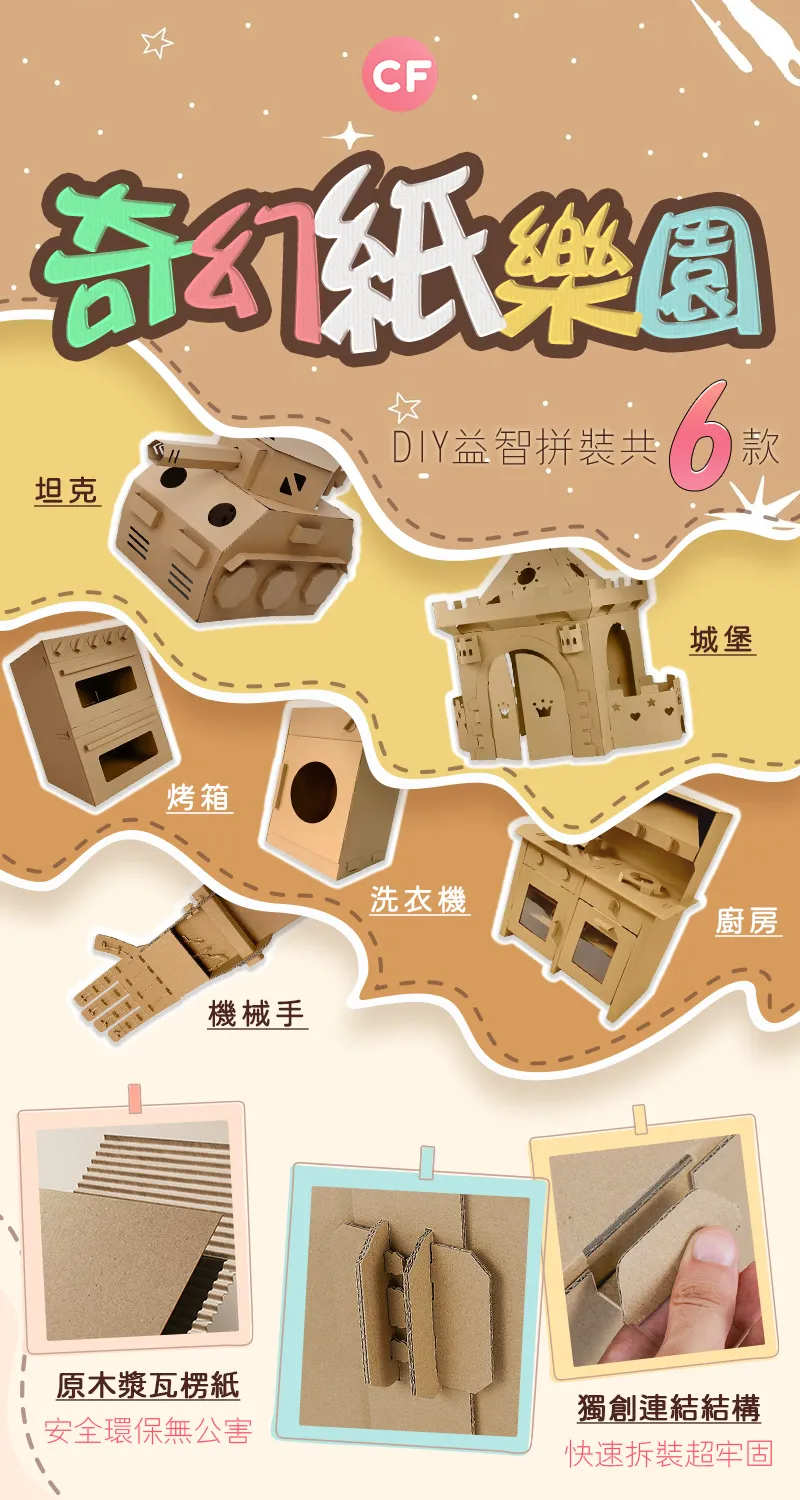 CF
奇幻紙樂園
DIY益智拼裝共6款
坦克
城堡
烤箱
洗衣機
廚房
機械手
原木漿瓦楞紙
安全環保無公害
獨創連結結構
快速拆裝超牢固